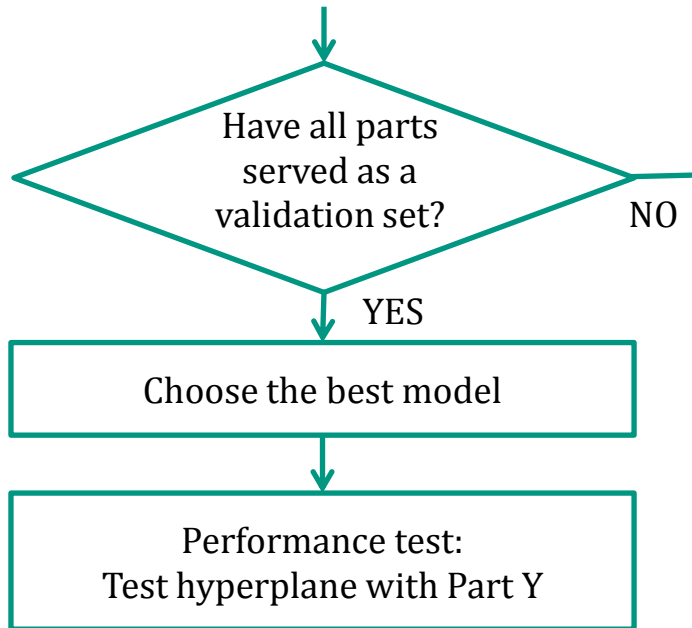 Have all parts
served as a
validation set?
NO
YES
Choose the best model
Performance test:
Test hyperplane with Part Y